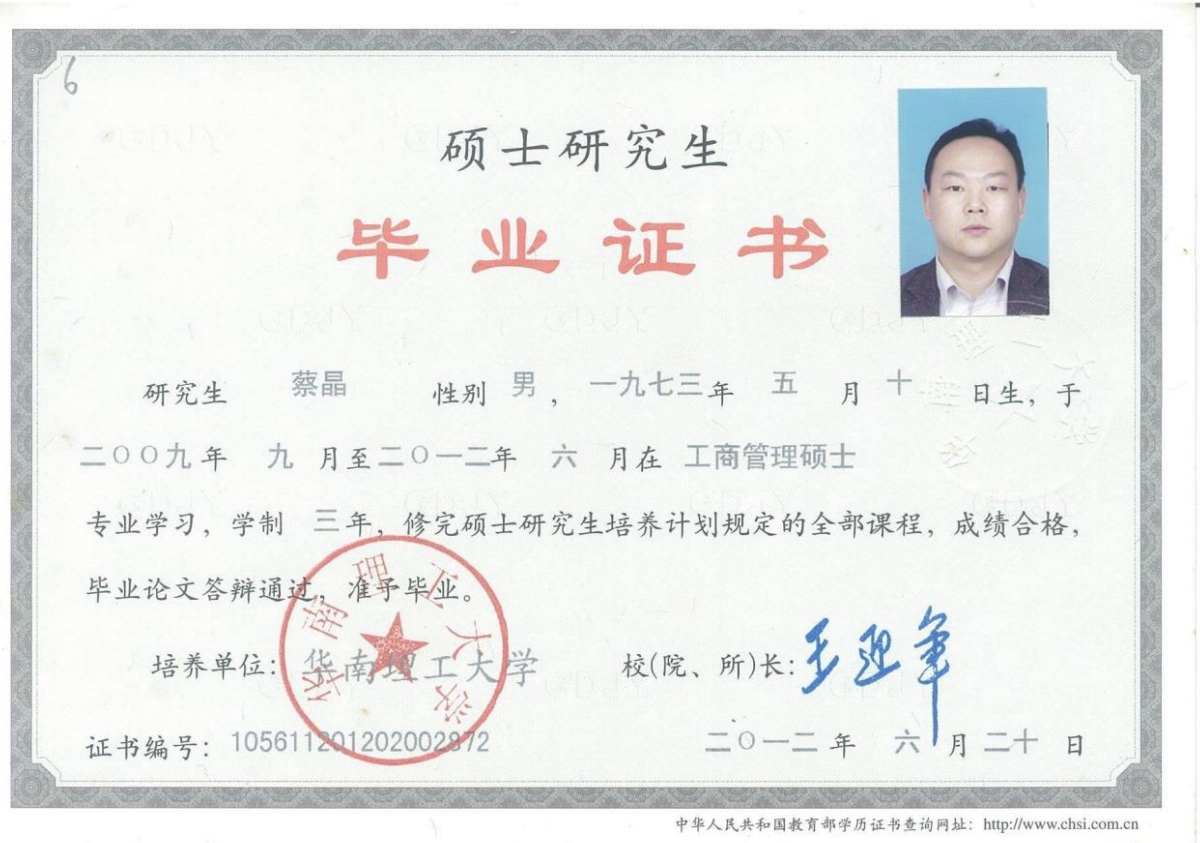 6
硕士研究生
毕业证书
研究生 蔡晶 性别 男，一九七三年 五 月 十 日生，于
二〇〇九年 九 月至二〇一二年 六 月在 工商管理硕士
专业学习，学制 三年，修完硕士研究生培养计划规定的全部课程，成绩合格，
毕业论文答辩通过，准予毕业。
培养单位：华南理工大学 校(院、所)长：王迎军
华南理工大学
证书编号：105611201202002872 二〇一二年 六 月二十 日
中华人民共和国教育部学历证书查询网址：http://www.chsi.com.cn